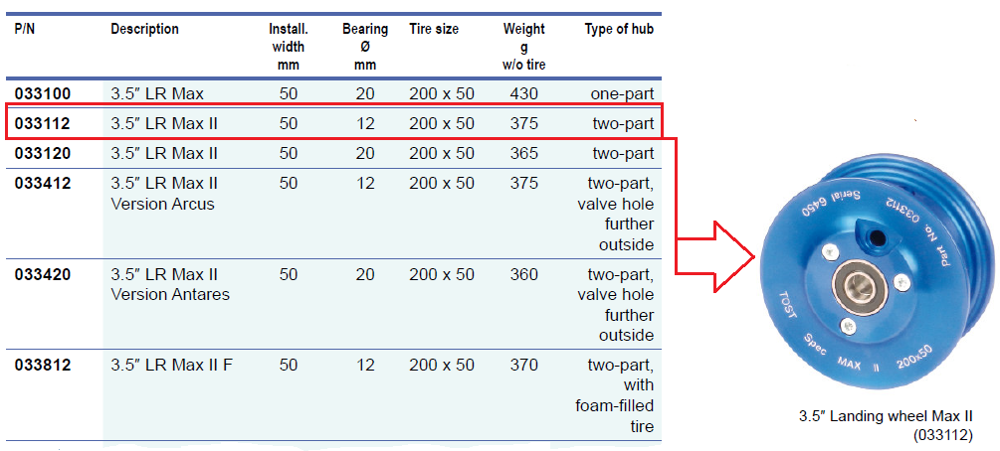 P/N Description Install. width mm Bearing Ø mm Tire size Weight g w/o tire Type of hub
033100 3.5″ LR Max 50 20 200 x 50 430 one-part
033112 3.5″ LR Max II 50 12 200 x 50 375 two-part
033120 3.5″ LR Max II 50 20 200 x 50 365 two-part
033412 3.5″ LR Max II 50 12 200 x 50 375 two-part,
Version Arcus valve hole
further
outside
033420 3.5″ LR Max II 50 20 200 x 50 360 two-part,
Version Antares valve hole
further
outside
033812 3.5″ LR Max II F 50 12 200 x 50 370 two-part,
with
foam-filled
tire
Serial 6450
Part No. 033112
TOST Spec MAX II 200x50
3.5″ Landing wheel Max II
(033112)